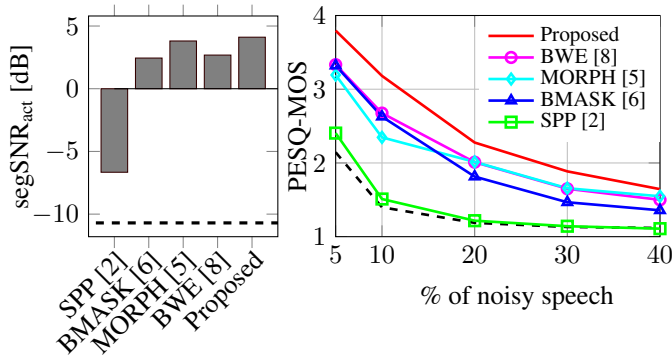 segSNR_act [dB]
5
0
−5
−10
SPP [2]
BMASK [6]
MORPH [5]
BWE [8]
Proposed
PESQ-MOS
4
3
2
1
5
10
20
30
40
% of noisy speech
Proposed
BWE [8]
MORPH [5]
BMASK [6]
SPP [2]